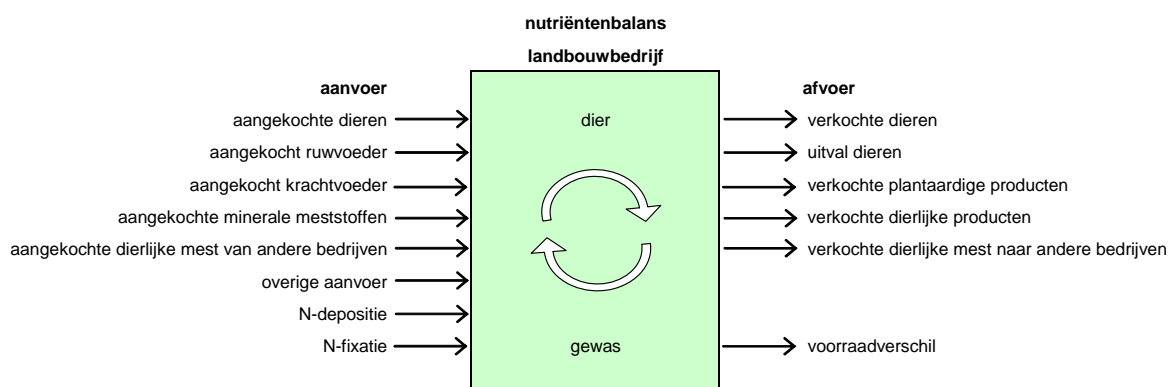 nutriëntenbalans
landbouwbedrijf
aanvoer
aangekochte dieren
aangekocht ruwvoeder
aangekocht krachtvoeder
aangekochte minerale meststoffen
aangekochte dierlijke mest van andere bedrijven
overige aanvoer
N-depositie
N-fixatie
dier
gewas
afvoer
verkochte dieren
uitval dieren
verkochte plantaardige producten
verkochte dierlijke producten
verkochte dierlijke mest naar andere bedrijven
voorraadverschil